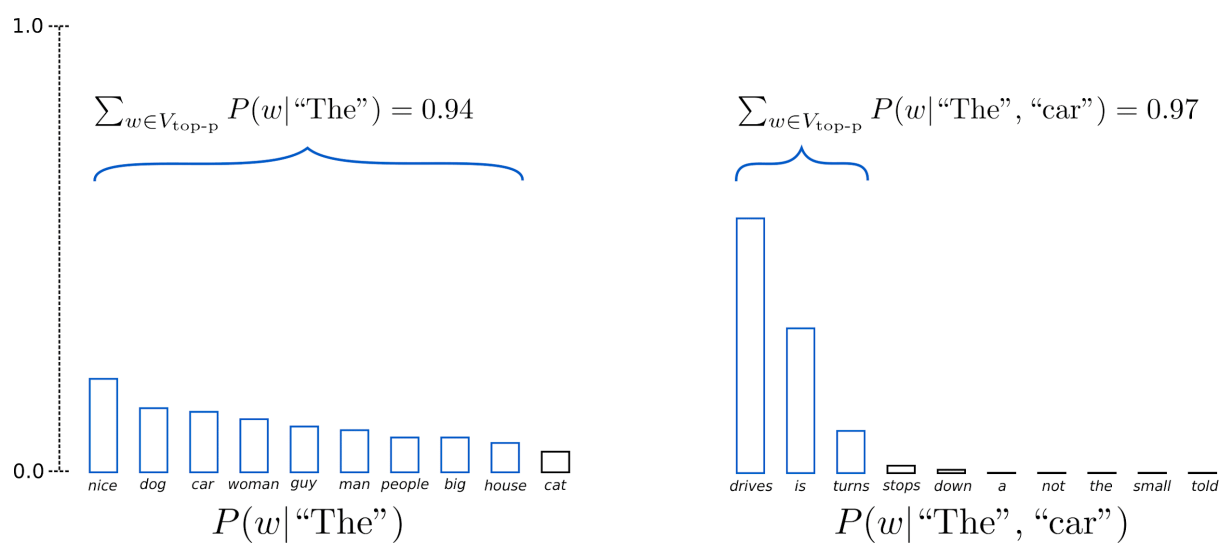 1.0
∑w∈Vtop-p P(w|“The”) = 0.94
∑w∈Vtop-p P(w|“The”, “car”) = 0.97
0.0
nice dog car woman guy man people big house cat
drives is turns stops down a not the small told
P(w|“The”)
P(w|“The”, “car”)